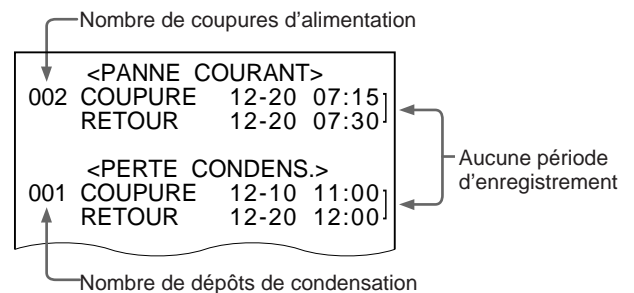 Nombre de coupures d'alimentation
<PANNE COURANT>
002 COUPURE 12-20 07:15
RETOUR 12-20 07:30
Aucune période
d'enregistrement
<PERTE CONDENS.>
001 COUPURE 12-10 11:00
RETOUR 12-20 12:00
Nombre de dépôts de condensation